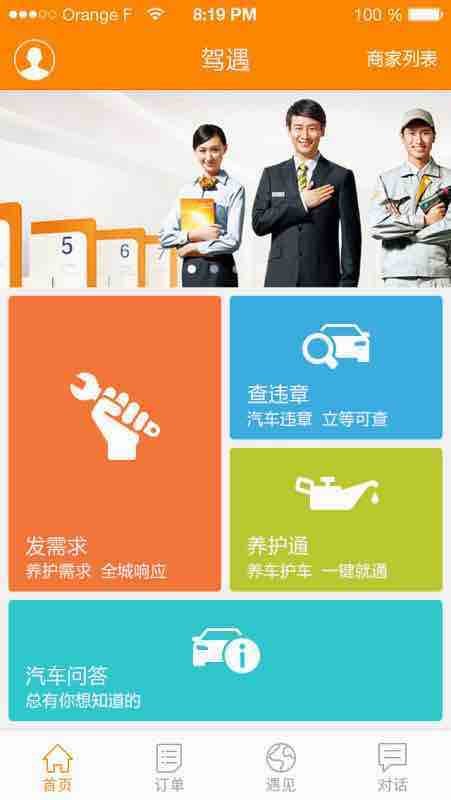 Orange F
8:19 PM
100 %
驾遇
商家列表
5
6
查违章
汽车违章 立等可查
发需求
养护需求 全城响应
养护通
养车护车 一键就通
汽车问答
总有你想知道的
首页
订单
遇见
对话